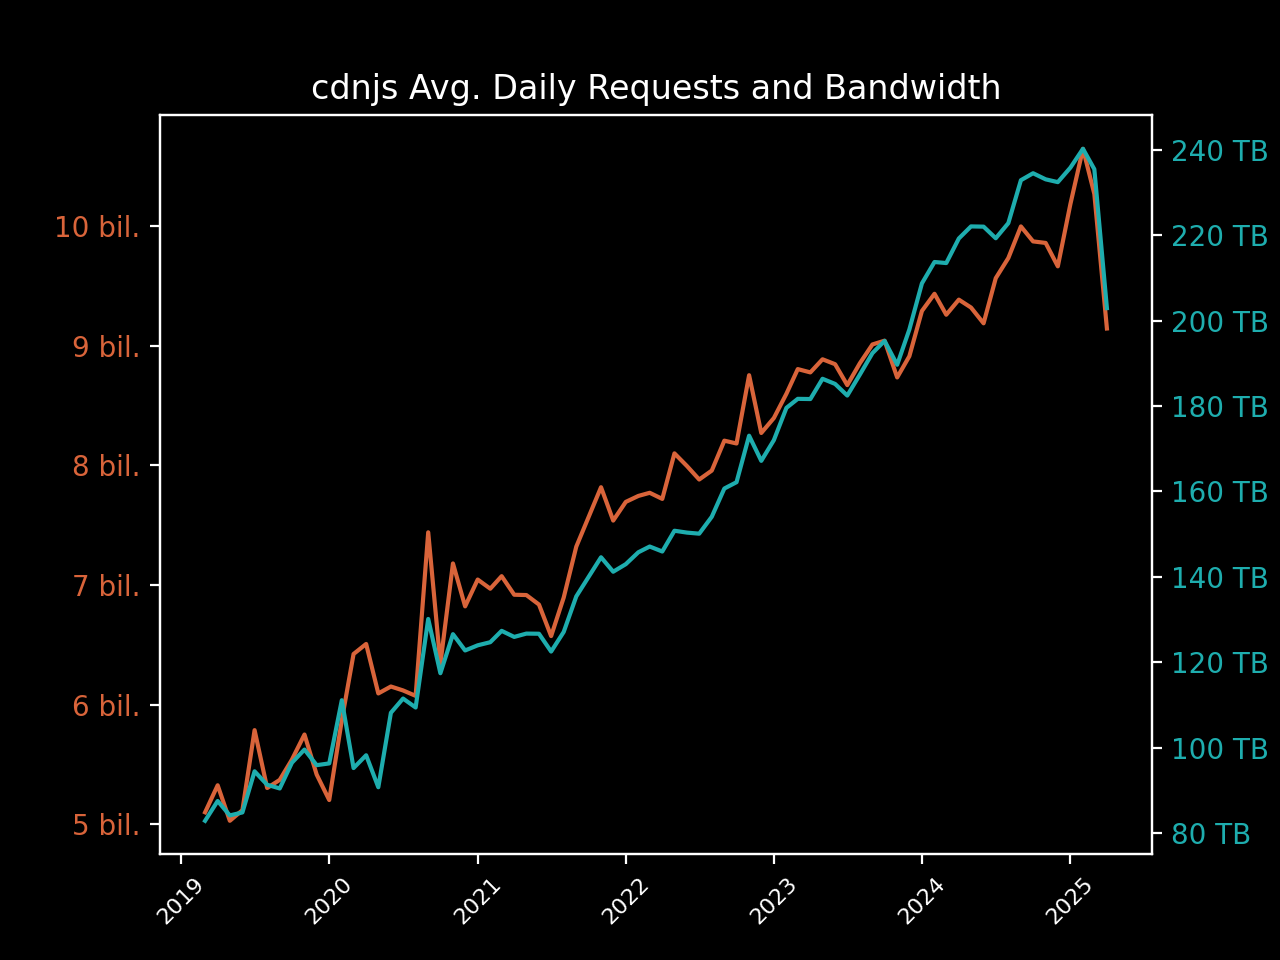 cdnjs Avg. Daily Requests and Bandwidth
10 bil.
9 bil.
8 bil.
7 bil.
6 bil.
5 bil.
240 TB
220 TB
200 TB
180 TB
160 TB
140 TB
120 TB
100 TB
80 TB
2019
2020
2021
2022
2023
2024
2025